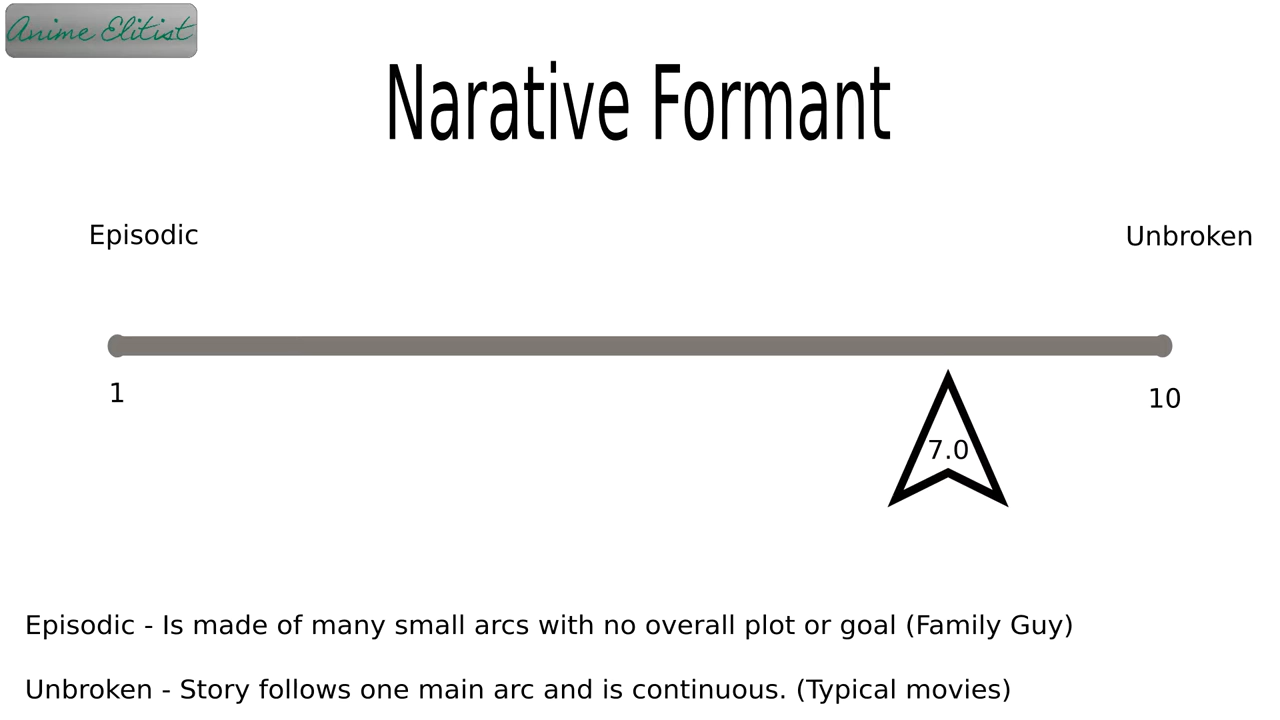 Anime Elitist
Narative Formant
Episodic
Unbroken
1
10
7.0
Episodic - Is made of many small arcs with no overall plot or goal (Family Guy)
Unbroken - Story follows one main arc and is continuous. (Typical movies)